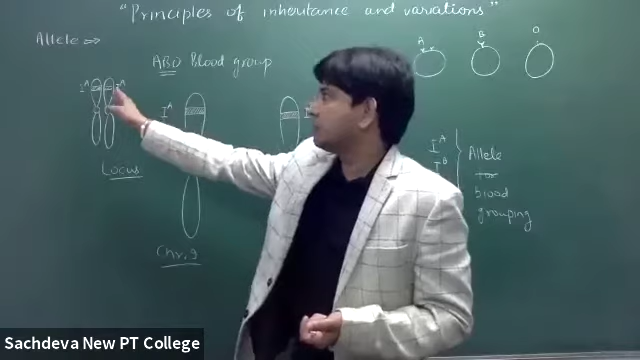 "Principles of inheritance and variations"
Allele ⇒
ABO Blood group
A
B
O
I^A
I^A
I^A
I
I^A
I^B
Allele
for
blood
grouping
Locus
Chr. 9
Sachdeva New PT College